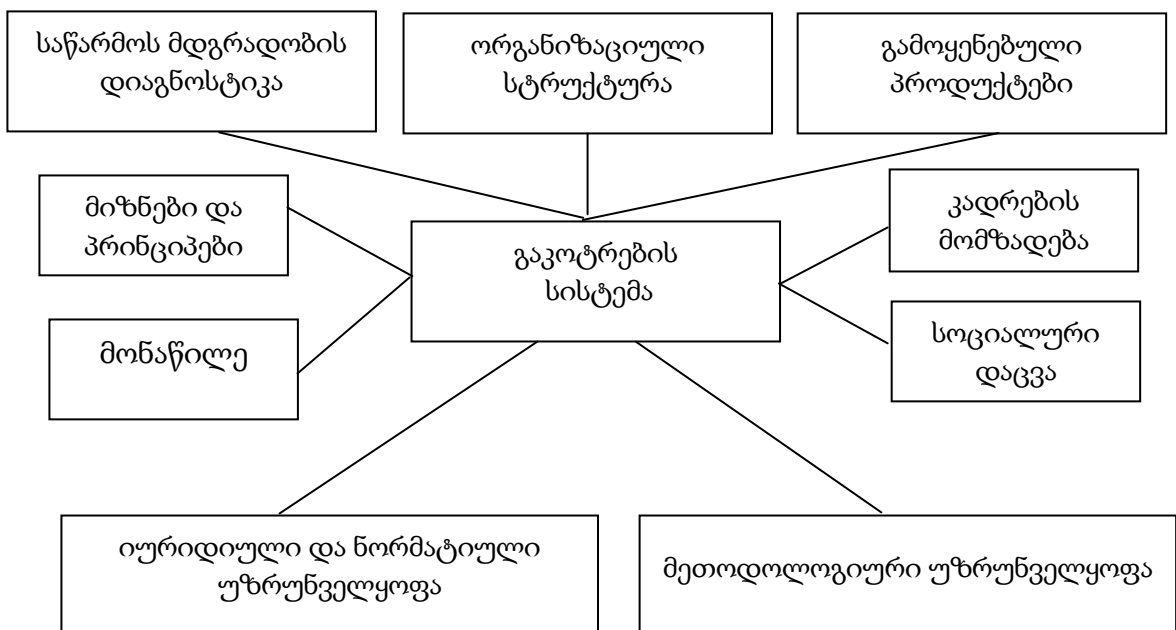 საწარმოს მდგრადობის
დიაგნოსტიკა
ორგანიზაციული
სტრუქტურა
გამოყენებული
პროდუქტები
მიზნები და
პრინციპები
გაკოტრების
სისტემა
კადრების
მომზადება
მონაწილე
სოციალური
დაცვა
იურიდიული და ნორმატიული
უზრუნველყოფა
მეთოდოლოგიური უზრუნველყოფა